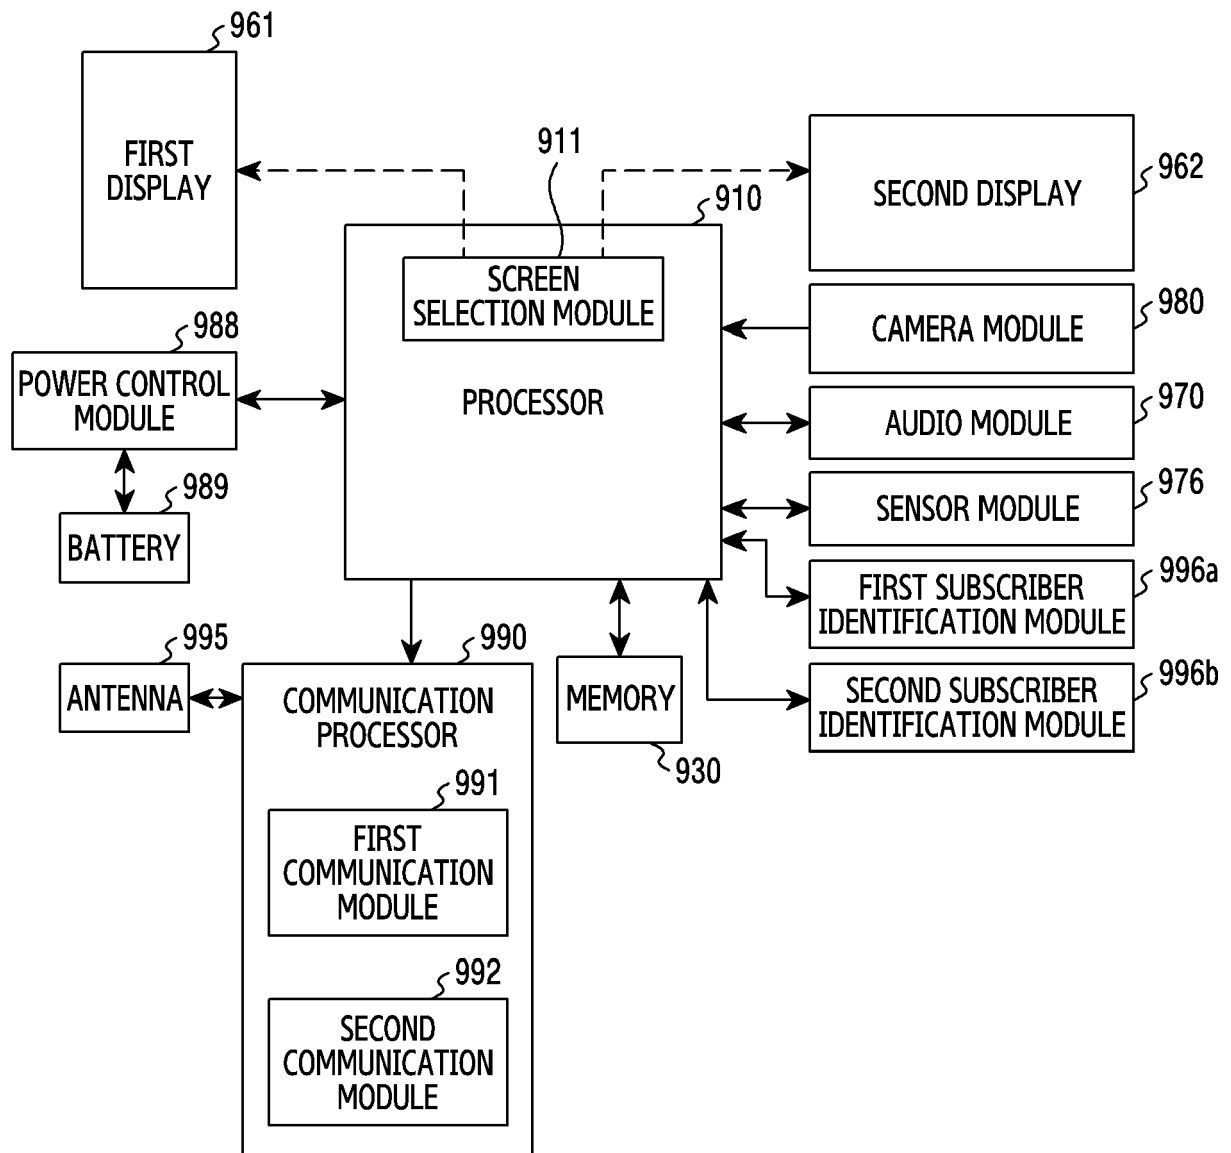 961
FIRST
DISPLAY
911
910
SCREEN
SELECTION MODULE
PROCESSOR
SECOND DISPLAY
962
CAMERA MODULE
980
988
POWER CONTROL
MODULE
AUDIO MODULE
970
989
BATTERY
SENSOR MODULE
976
FIRST SUBSCRIBER
IDENTIFICATION MODULE
996a
995
ANTENNA
990
COMMUNICATION
PROCESSOR
MEMORY
930
SECOND SUBSCRIBER
IDENTIFICATION MODULE
996b
991
FIRST
COMMUNICATION
MODULE
992
SECOND
COMMUNICATION
MODULE